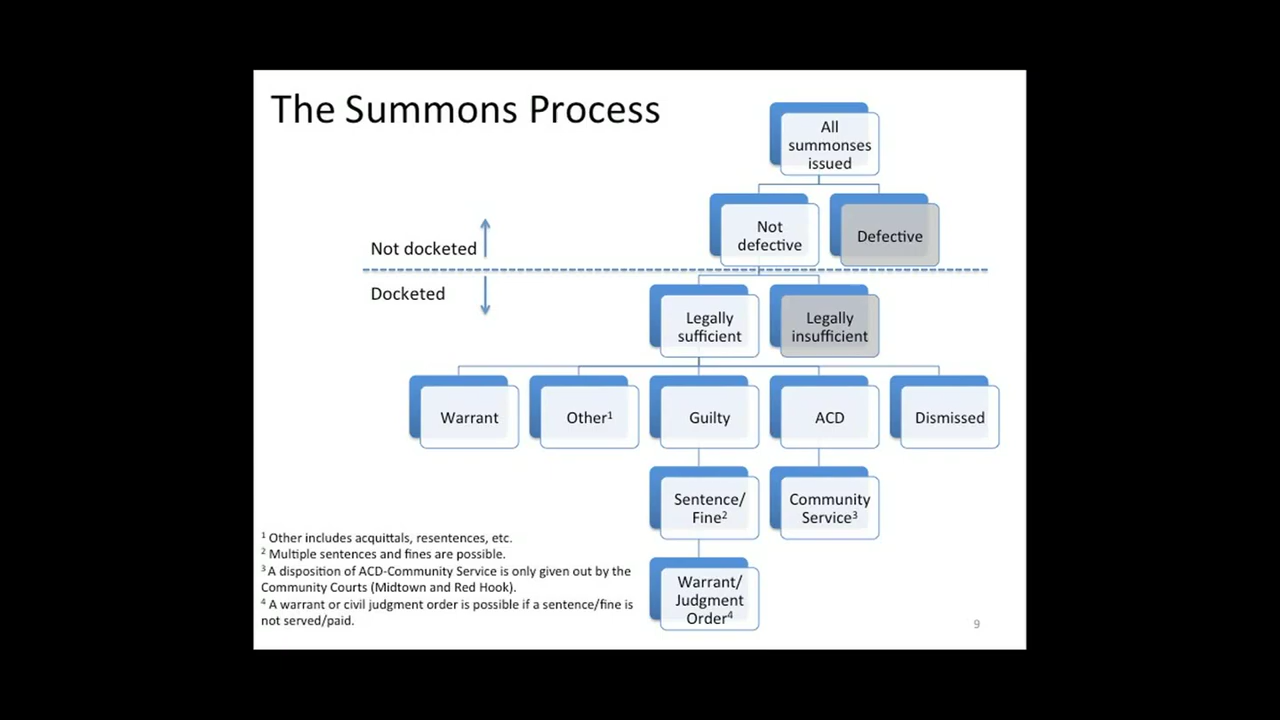 The Summons Process
All
summonses
issued
Not
defective
Defective
Not docketed
Docketed
Legally
sufficient
Legally
insufficient
Warrant
Other¹
Guilty
ACD
Dismissed
Sentence/
Fine²
Community
Service³
Warrant/
Judgment
Order⁴
¹ Other includes acquittals, resentences, etc.
² Multiple sentences and fines are possible.
³ A disposition of ACD-Community Service is only given out by the
Community Courts (Midtown and Red Hook).
⁴ A warrant or civil judgment order is possible if a sentence/fine is
not served/paid.
9